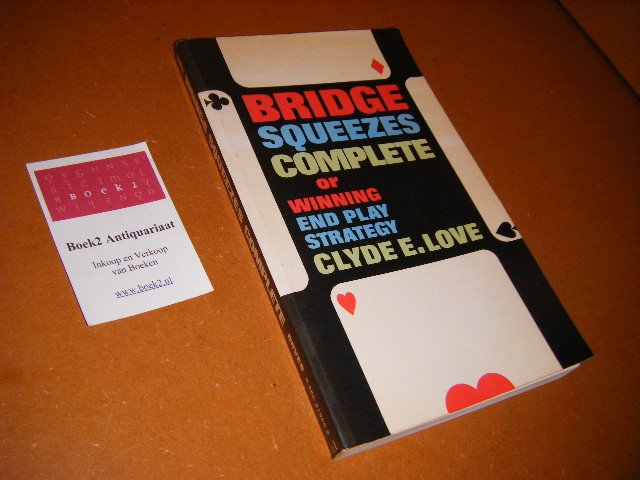 BRIDGE
SQUEEZES
COMPLETE
or
WINNING
END PLAY
STRATEGY
CLYDE E. LOVE
BOEK2
Boek2 Antiquariaat
Inkoop en Verkoop
van Boeken
www.boek2.nl
COMPLETE